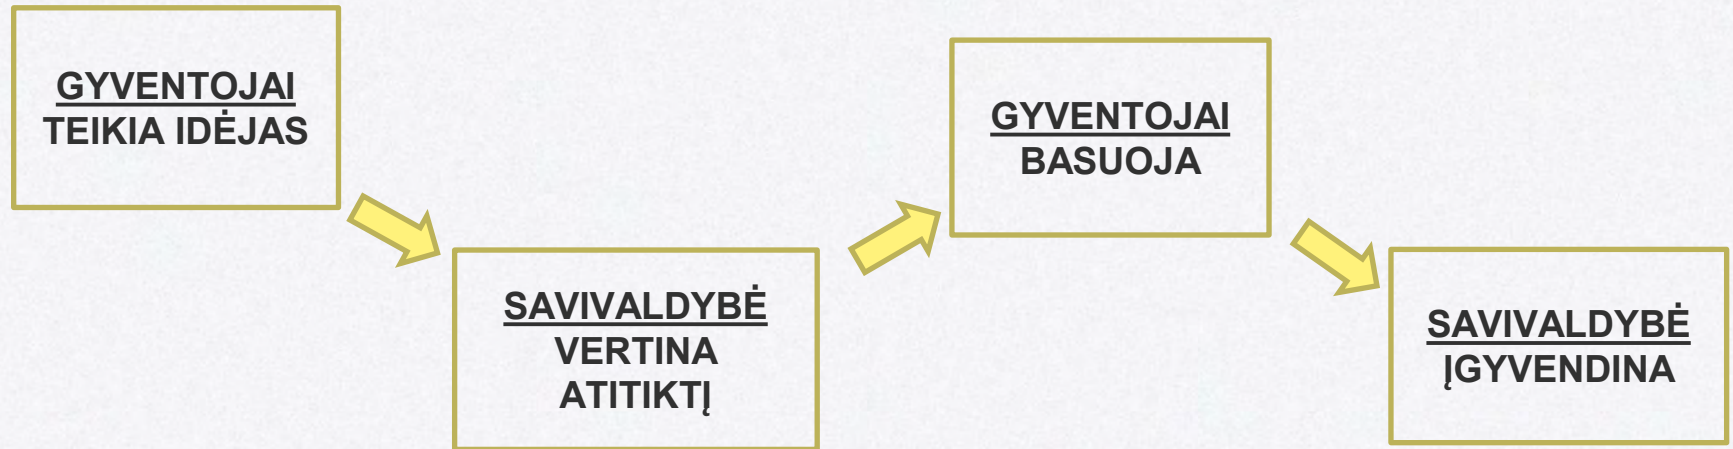 GYVENTOJAI
TEIKIA IDĖJAS
SAVIVALDYBĖ
VERTINA
ATITIKTĮ
GYVENTOJAI
BASUOJA
SAVIVALDYBĖ
ĮGYVENDINA